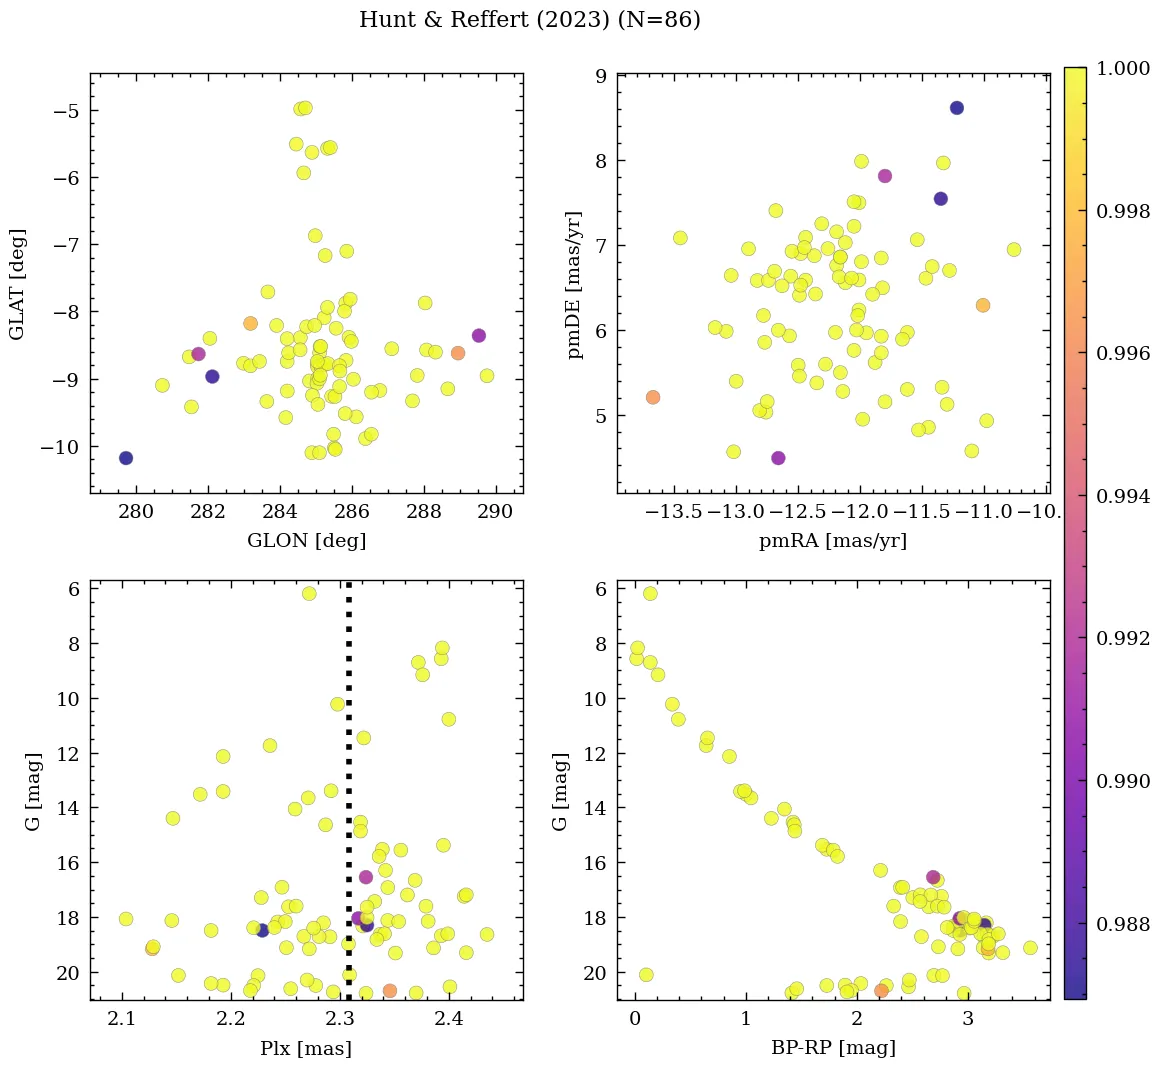 Hunt & Reffert (2023) (N=86)
−5
−6
−7
−8
−9
−10
GLAT [deg]
280 282 284 286 288 290
GLON [deg]
9
8
7
6
5
pmDE [mas/yr]
−13.5 −13.0 −12.5 −12.0 −11.5 −11.0 −10.
pmRA [mas/yr]
1.000
0.998
0.996
0.994
0.992
0.990
0.988
6
8
10
12
14
16
18
20
G [mag]
2.1 2.2 2.3 2.4
Plx [mas]
6
8
10
12
14
16
18
20
G [mag]
0 1 2 3
BP-RP [mag]